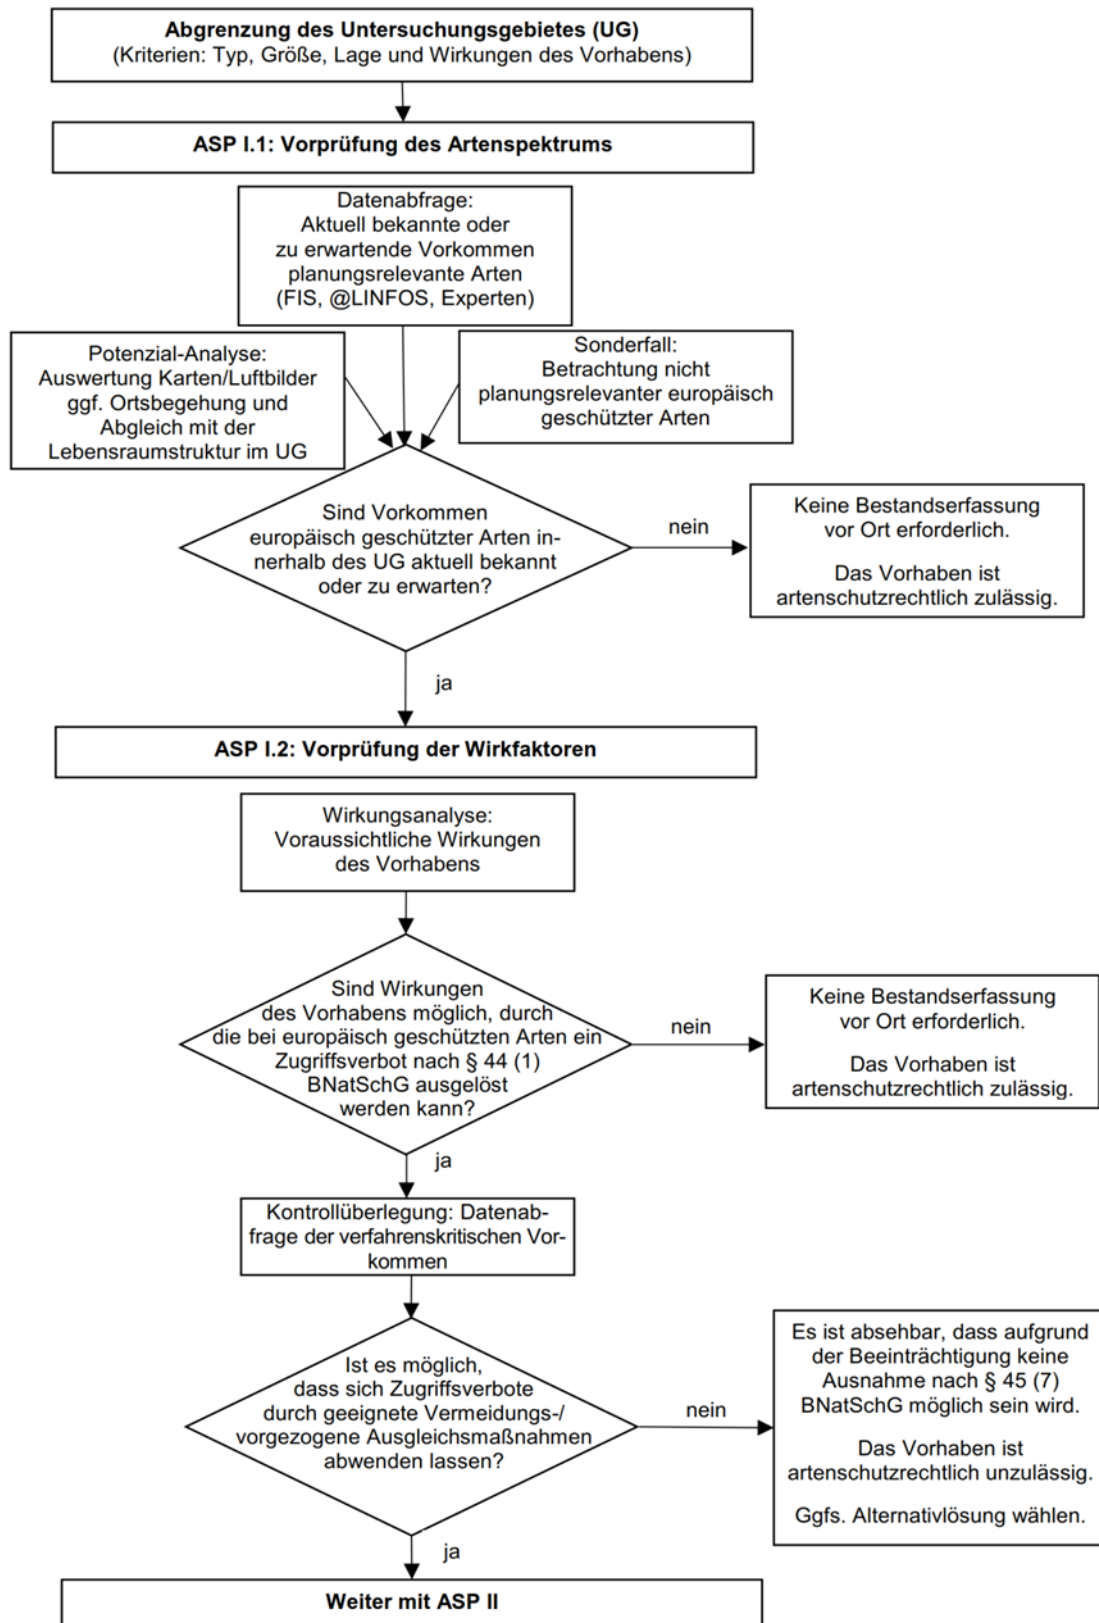 Abgrenzung des Untersuchungsgebietes (UG)
(Kriterien: Typ, Größe, Lage und Wirkungen des Vorhabens)
ASP I.1: Vorprüfung des Artenspektrums
Datenabfrage:
Aktuell bekannte oder
zu erwartende Vorkommen
planungsrelevante Arten
(FIS, @LINFOS, Experten)
Potenzial-Analyse:
Auswertung Karten/Luftbilder
ggf. Ortsbegehung und
Abgleich mit der
Lebensraumstruktur im UG
Sonderfall:
Betrachtung nicht
planungsrelevanter europäisch
geschützter Arten
Sind Vorkommen
europäisch geschützter Arten in-
nerhalb des UG aktuell bekannt
oder zu erwarten?
nein
Keine Bestandserfassung
vor Ort erforderlich.
Das Vorhaben ist
artenschutzrechtlich zulässig.
ja
ASP I.2: Vorprüfung der Wirkfaktoren
Wirkungsanalyse:
Voraussichtliche Wirkungen
des Vorhabens
Sind Wirkungen
des Vorhabens möglich, durch
die bei europäisch geschützten Arten ein
Zugriffsverbot nach § 44 (1)
BNatSchG ausgelöst
werden kann?
nein
Keine Bestandserfassung
vor Ort erforderlich.
Das Vorhaben ist
artenschutzrechtlich zulässig.
ja
Kontrollüberlegung: Datenab-
frage der verfahrenskritischen Vor-
kommen
Ist es möglich,
dass sich Zugriffsverbote
durch geeignete Vermeidungs-/
vorgezogene Ausgleichsmaßnahmen
abwenden lassen?
nein
Es ist absehbar, dass aufgrund
der Beeinträchtigung keine
Ausnahme nach § 45 (7)
BNatSchG möglich sein wird.
Das Vorhaben ist
artenschutzrechtlich unzulässig.
Ggfs. Alternativlösung wählen.
ja
Weiter mit ASP II